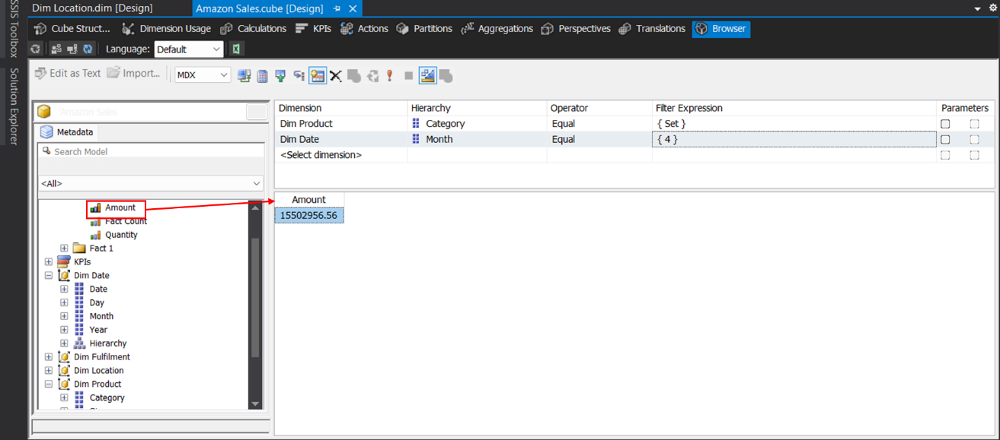 SSIS Toolbox
Solution Explorer
Dim Location.dim [Design]
Amazon Sales.cube [Design]
Cube Struct...
Dimension Usage
Calculations
KPIs
Actions
Partitions
Aggregations
Perspectives
Translations
Browser
Language:
Default
Edit as Text
Import...
MDX
Amazon Sales
Metadata
Search Model
<All>
Amount
Fact Count
Quantity
Fact 1
KPIs
Dim Date
Date
Day
Month
Year
Hierarchy
Dim Fulfilment
Dim Location
Dim Product
Category
Dimension Hierarchy Operator Filter Expression Parameters
Dim Product Category Equal { Set }
Dim Date Month Equal { 4 }
<Select dimension>
Amount
15502956.56